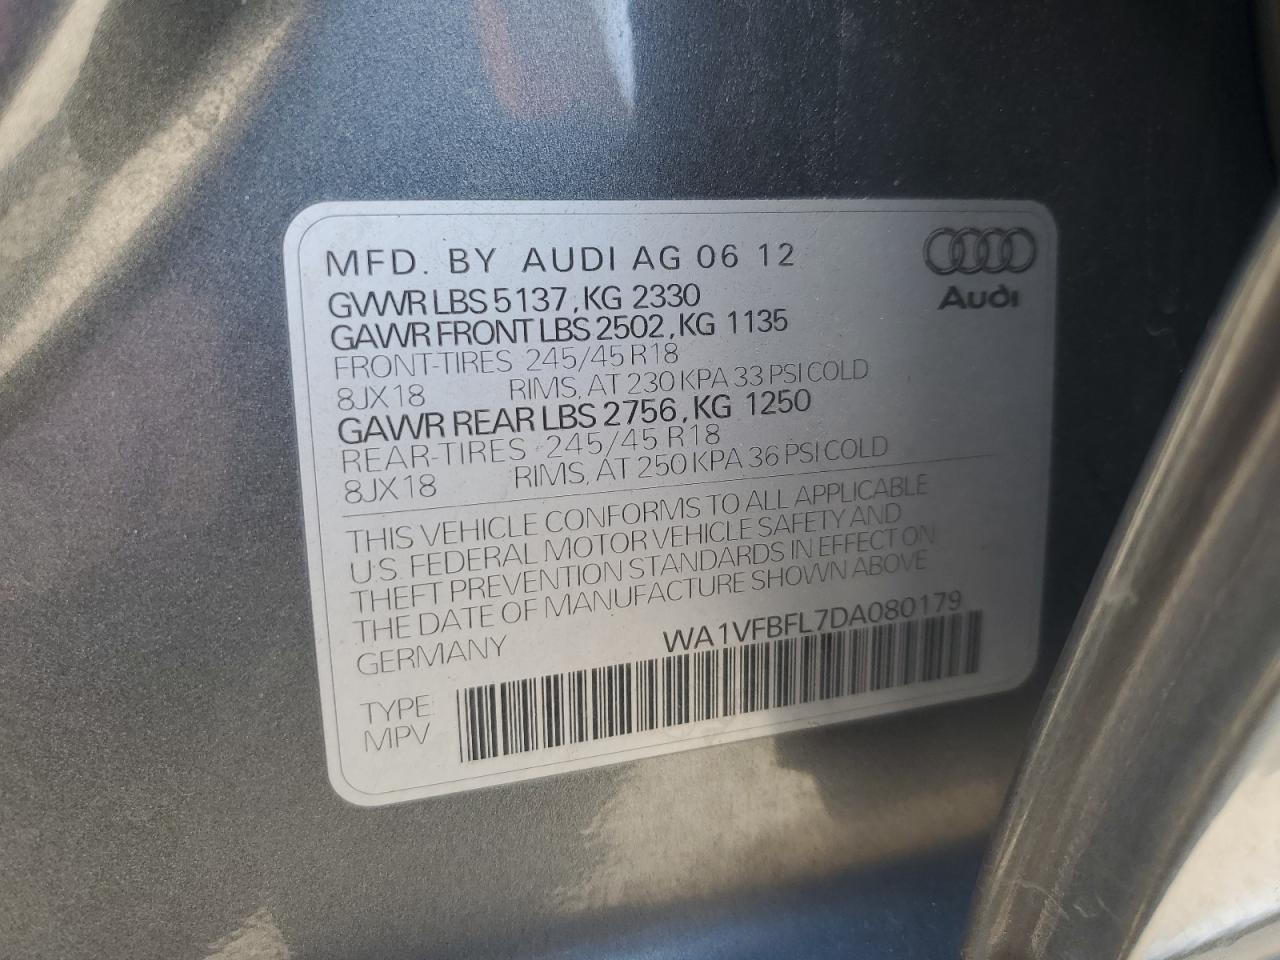 MFD. BY AUDI AG 06 12
Audi
GVWR LBS 5137, KG 2330
GAWR FRONT LBS 2502, KG 1135
FRONT-TIRES 245/45 R18
8JX18 RIMS, AT 230 KPA 33 PSI COLD
GAWR REAR LBS 2756, KG 1250
REAR-TIRES 245/45 R18
8JX18 RIMS, AT 250 KPA 36 PSI COLD
THIS VEHICLE CONFORMS TO ALL APPLICABLE
U.S. FEDERAL MOTOR VEHICLE SAFETY AND
THEFT PREVENTION STANDARDS IN EFFECT ON
THE DATE OF MANUFACTURE SHOWN ABOVE
GERMANY WA1VFBFL7DA080179
TYPE
MPV